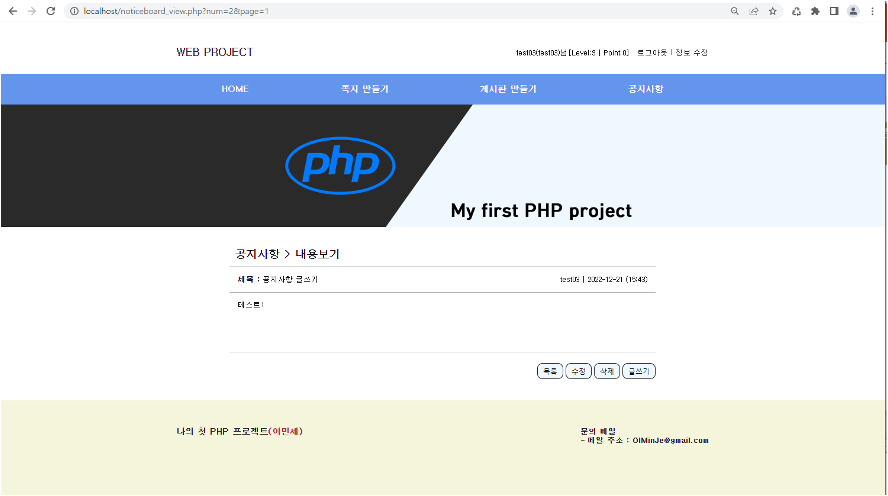 localhost/noticeboard_view.php?num=2&page=1
WEB PROJECT
test03(test03)님 [Level:9 | Point 0] 로그아웃 | 정보 수정
HOME 쪽지 만들기 게시판 만들기 공지사항
php
My first PHP project
공지사항 > 내용보기
제목 : 공지사항 글쓰기 test03 | 2022-12-21 (15:43)
테스트!
목록 수정 삭제 글쓰기
나의 첫 PHP 프로젝트(이민제) 문의 메일
- 메일 주소 : OIMinJe@gmail.com